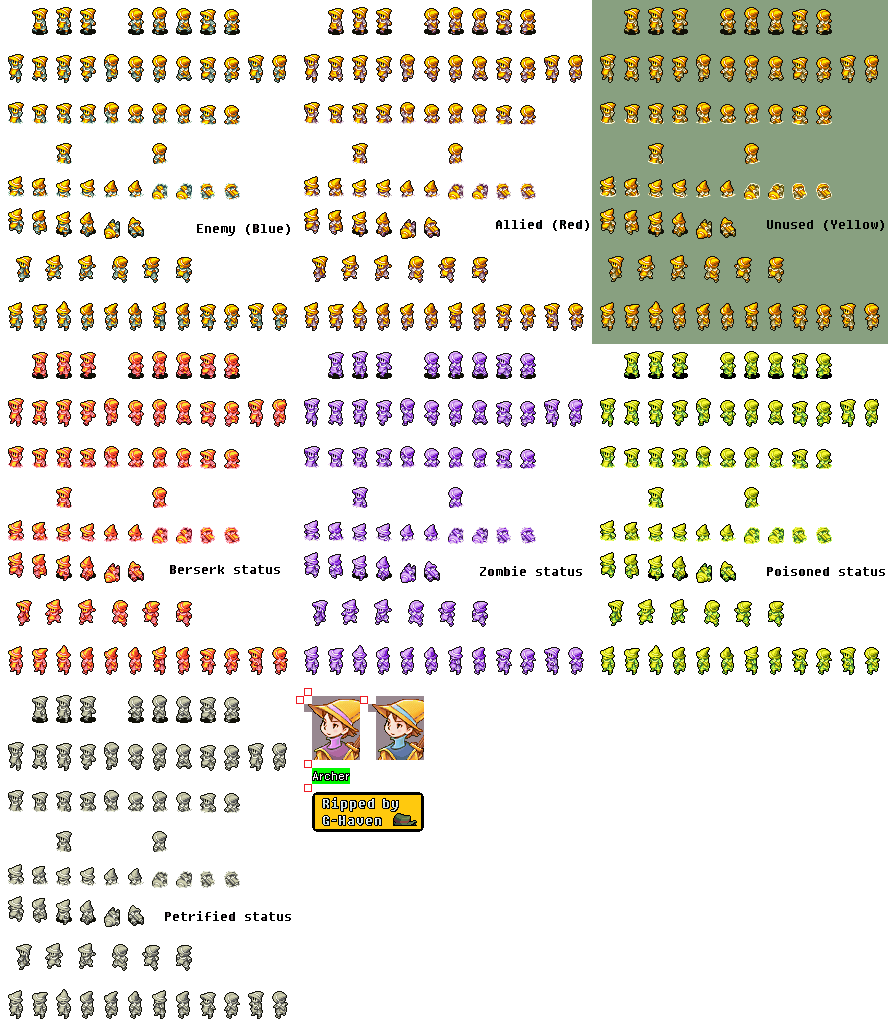 Enemy (Blue)
Allied (Red)
Unused (Yellow)
Berserk status
Zombie status
Poisoned status
Archer
Ripped by
G-Haven
Petrified status